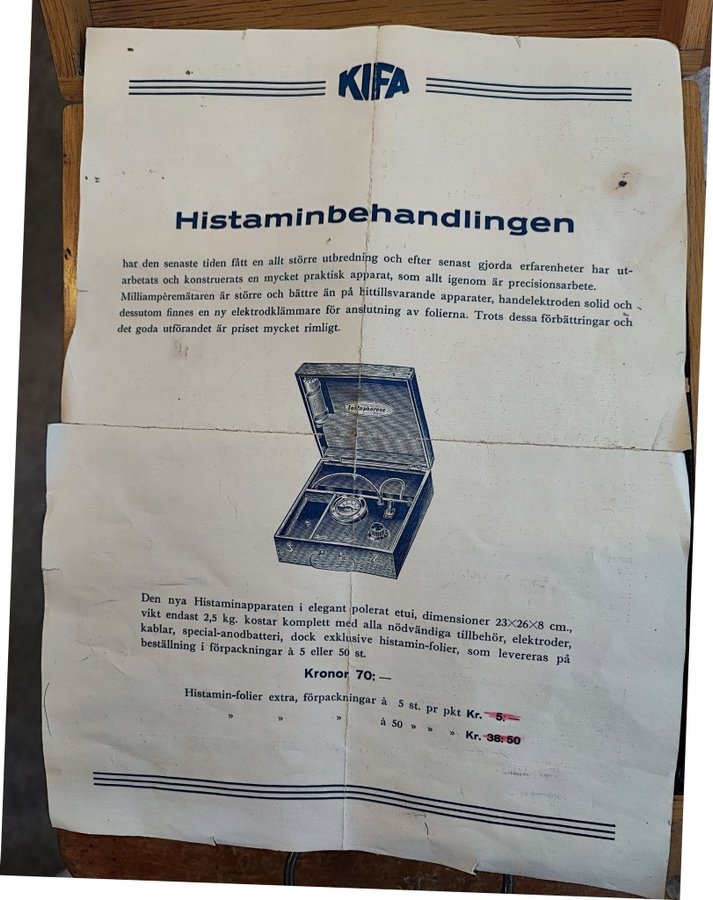 KIFA
Histaminbehandlingen
har den senaste tiden fått en allt större utbredning och efter senast gjorda erfarenheter har ut-
arbetats och konstruerats en mycket praktisk apparat, som allt igenom är precisionsarbete.
Milliampèremätaren är större och bättre än på hittillsvarande apparater, handelektroden solid och
dessutom finnes en ny elektrodklämmare för anslutning av folierna. Trots dessa förbättringar och
det goda utförandet är priset mycket rimligt.
Den nya Histaminapparaten i elegant polerat etui, dimensioner 23×26×8 cm.,
vikt endast 2,5 kg. kostar komplett med alla nödvändiga tillbehör, elektroder,
kablar, special-anodbatteri, dock exklusive histamin-folier, som levereras på
beställning i förpackningar à 5 eller 50 st.
Kronor 70:—
Histamin-folier extra, förpackningar à 5 st. pr pkt Kr. 5:—
» » » à 50 » » » Kr. 38:50